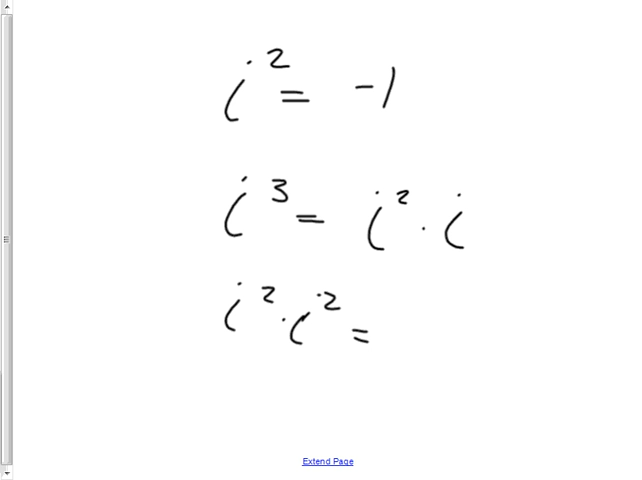 i² = -1
i³ = i² · i
i² · i² =
Extend Page